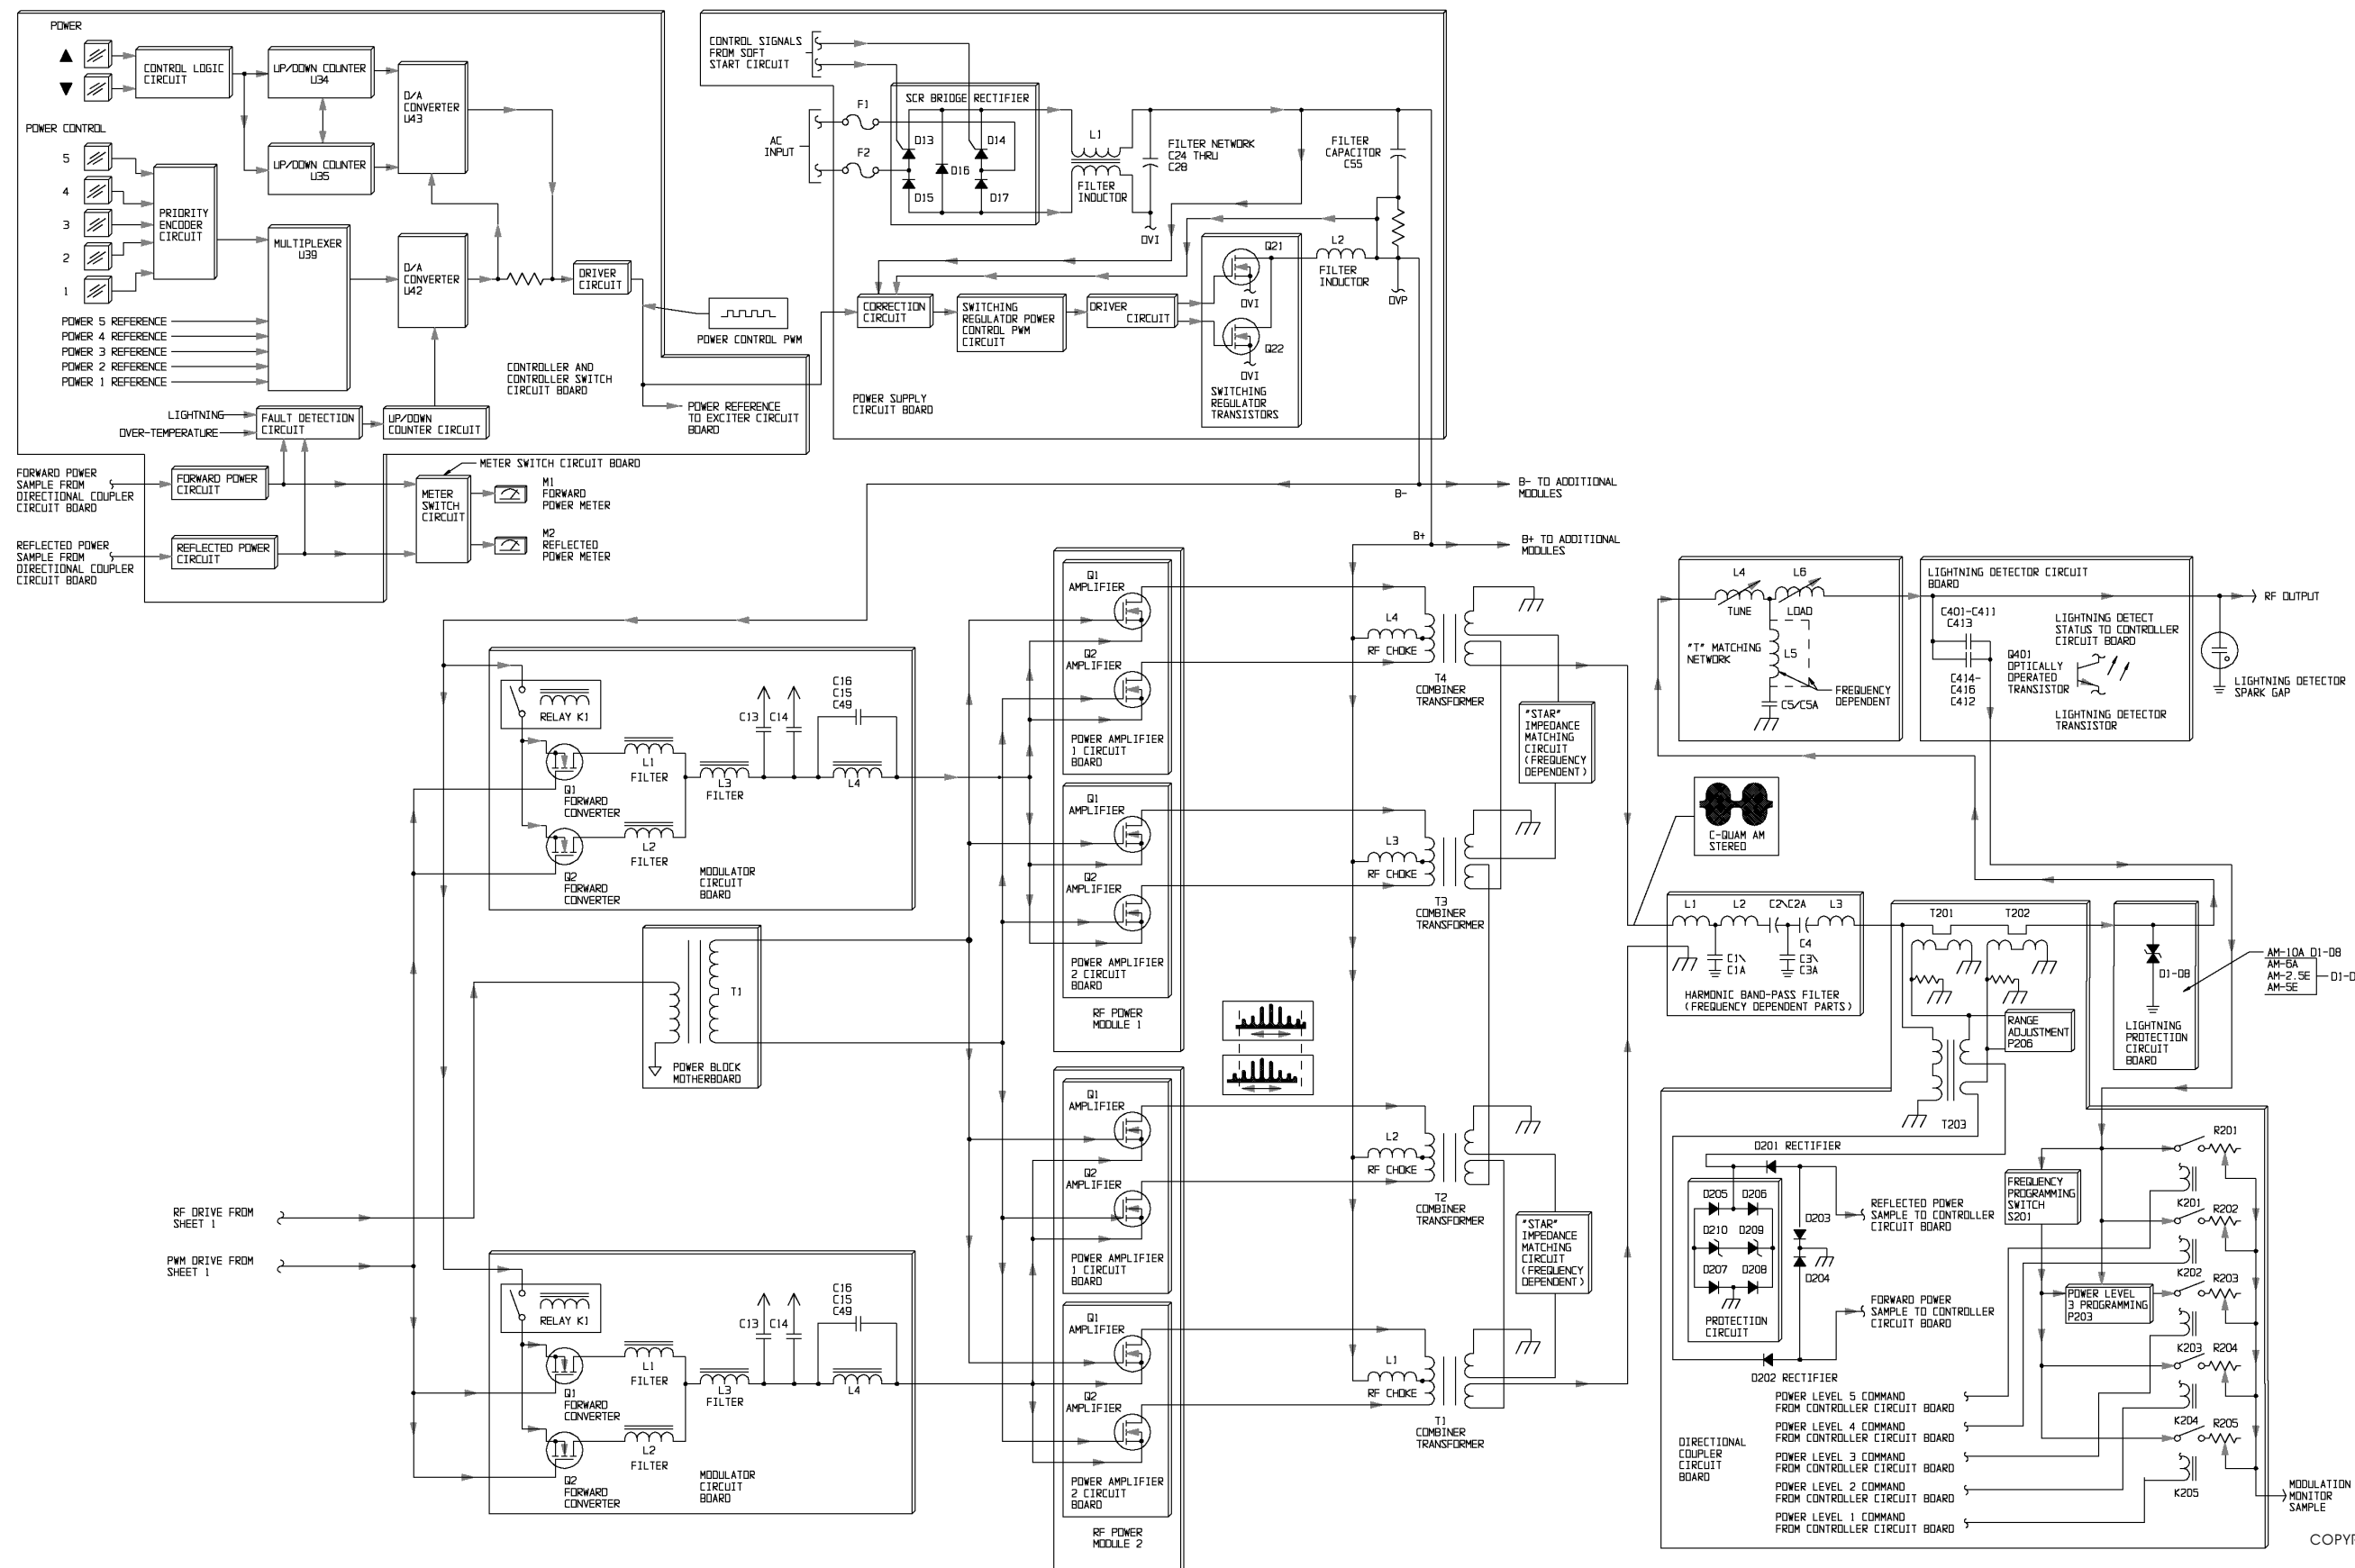 POWER
CONTROL LOGIC
CIRCUIT
UP/DOWN COUNTER
U34
D/A
CONVERTER
U43
POWER CONTROL
5
4
3
2
1
UP/DOWN COUNTER
U35
PRIORITY
ENCODER
CIRCUIT
MULTIPLEXER
U39
D/A
CONVERTER
U42
DRIVER
CIRCUIT
POWER 5 REFERENCE
POWER 4 REFERENCE
POWER 3 REFERENCE
POWER 2 REFERENCE
POWER 1 REFERENCE
POWER CONTROL PWM
CONTROLLER AND
CONTROLLER SWITCH
CIRCUIT BOARD
LIGHTNING
OVER-TEMPERATURE
FAULT DETECTION
CIRCUIT
UP/DOWN
COUNTER CIRCUIT
POWER REFERENCE
TO EXCITER CIRCUIT
BOARD
FORWARD POWER
SAMPLE FROM
DIRECTIONAL COUPLER
CIRCUIT BOARD
FORWARD POWER
CIRCUIT
METER SWITCH CIRCUIT BOARD
METER
SWITCH
CIRCUIT
M1
FORWARD
POWER METER
M2
REFLECTED
POWER METER
REFLECTED POWER
SAMPLE FROM
DIRECTIONAL COUPLER
CIRCUIT BOARD
REFLECTED POWER
CIRCUIT
CONTROL SIGNALS
FROM SOFT
START CIRCUIT
SCR BRIDGE RECTIFIER
AC
INPUT
F1
F2
D13
D14
D16
D15
D17
L1
FILTER
INDUCTOR
FILTER NETWORK
C24 THRU
C28
OVI
FILTER
CAPACITOR
C55
CORRECTION
CIRCUIT
SWITCHING
REGULATOR POWER
CONTROL PWM
CIRCUIT
DRIVER
CIRCUIT
Q21
OVI
Q22
OVI
SWITCHING
REGULATOR
TRANSISTORS
L2
FILTER
INDUCTOR
OVP
POWER SUPPLY
CIRCUIT BOARD
B-
B- TO ADDITIONAL
MODULES
B+
B+ TO ADDITIONAL
MODULES
RELAY K1
Q1
FORWARD
CONVERTER
Q2
FORWARD
CONVERTER
L1
FILTER
L2
FILTER
L3
FILTER
C13
C14
C16
C15
C49
L4
MODULATOR
CIRCUIT
BOARD
T1
POWER BLOCK
MOTHERBOARD
RF DRIVE FROM
SHEET 1
PWM DRIVE FROM
SHEET 1
RELAY K1
Q1
FORWARD
CONVERTER
Q2
FORWARD
CONVERTER
L1
FILTER
L2
FILTER
L3
FILTER
C13
C14
C16
C15
C49
L4
MODULATOR
CIRCUIT
BOARD
Q1
AMPLIFIER
Q2
AMPLIFIER
POWER AMPLIFIER
1 CIRCUIT
BOARD
Q1
AMPLIFIER
Q2
AMPLIFIER
POWER AMPLIFIER
2 CIRCUIT
BOARD
RF POWER
MODULE 1
Q1
AMPLIFIER
Q2
AMPLIFIER
POWER AMPLIFIER
1 CIRCUIT
BOARD
Q1
AMPLIFIER
Q2
AMPLIFIER
POWER AMPLIFIER
2 CIRCUIT
BOARD
RF POWER
MODULE 2
L4
RF CHOKE
T4
COMBINER
TRANSFORMER
L3
RF CHOKE
T3
COMBINER
TRANSFORMER
L2
RF CHOKE
T2
COMBINER
TRANSFORMER
L1
RF CHOKE
T1
COMBINER
TRANSFORMER
"STAR"
IMPEDANCE
MATCHING
CIRCUIT
(FREQUENCY
DEPENDENT)
"STAR"
IMPEDANCE
MATCHING
CIRCUIT
(FREQUENCY
DEPENDENT)
L4
TUNE
L6
LOAD
"T" MATCHING
NETWORK
L5
FREQUENCY
DEPENDENT
C5/C5A
LIGHTNING DETECTOR CIRCUIT
BOARD
C401-C411
C413
C414-
C416
C412
LIGHTNING DETECT
STATUS TO CONTROLLER
CIRCUIT BOARD
Q401
OPTICALLY
OPERATED
TRANSISTOR
LIGHTNING DETECTOR
TRANSISTOR
RF OUTPUT
LIGHTNING DETECTOR
SPARK GAP
C-QUAM AM
STEREO
L1
L2
C2\C2A
L3
C1\
C1A
C4
C3\
C3A
HARMONIC BAND-PASS FILTER
(FREQUENCY DEPENDENT PARTS)
T201
T202
RANGE
ADJUSTMENT
P206
T203
D1-D8
LIGHTNING
PROTECTION
CIRCUIT
BOARD
AM-10A D1-D8
AM-5A
AM-2.5E
AM-5E
D201 RECTIFIER
D205
D206
D210
D209
D207
D208
PROTECTION
CIRCUIT
D203
D204
D202 RECTIFIER
REFLECTED POWER
SAMPLE TO CONTROLLER
CIRCUIT BOARD
FORWARD POWER
SAMPLE TO CONTROLLER
CIRCUIT BOARD
FREQUENCY
PROGRAMMING
SWITCH
S201
POWER LEVEL
3 PROGRAMMING
P203
R201
K201
R202
K202
R203
K203
R204
K204
R205
K205
POWER LEVEL 5 COMMAND
FROM CONTROLLER CIRCUIT BOARD
POWER LEVEL 4 COMMAND
FROM CONTROLLER CIRCUIT BOARD
POWER LEVEL 3 COMMAND
FROM CONTROLLER CIRCUIT BOARD
POWER LEVEL 2 COMMAND
FROM CONTROLLER CIRCUIT BOARD
POWER LEVEL 1 COMMAND
FROM CONTROLLER CIRCUIT BOARD
DIRECTIONAL
COUPLER
CIRCUIT
BOARD
MODULATION
MONITOR
SAMPLE